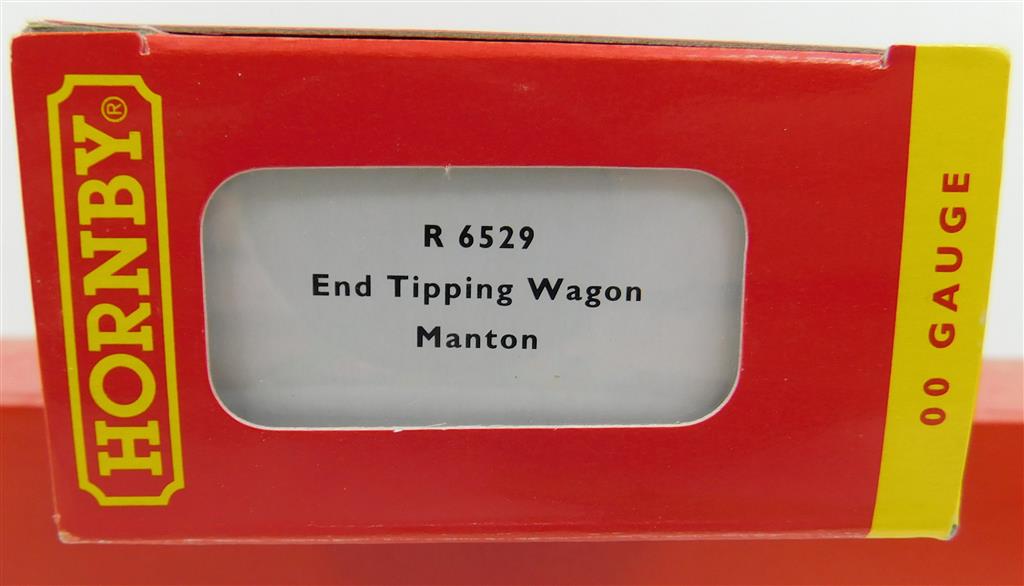 HORNBY®
R 6529
End Tipping Wagon
Manton
00 GAUGE